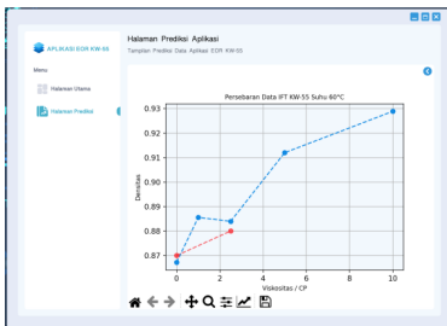 APLIKASI EOR KW-55
Menu
Halaman Utama
Halaman Prediksi
Halaman Prediksi Aplikasi
Tampilan Prediksi Data Aplikasi EOR KW-55
Persebaran Data IFT KW-55 Suhu 60°C
Densitas
0.93
0.92
0.91
0.90
0.89
0.88
0.87
0 2 4 6 8 10
Viskositas / CP